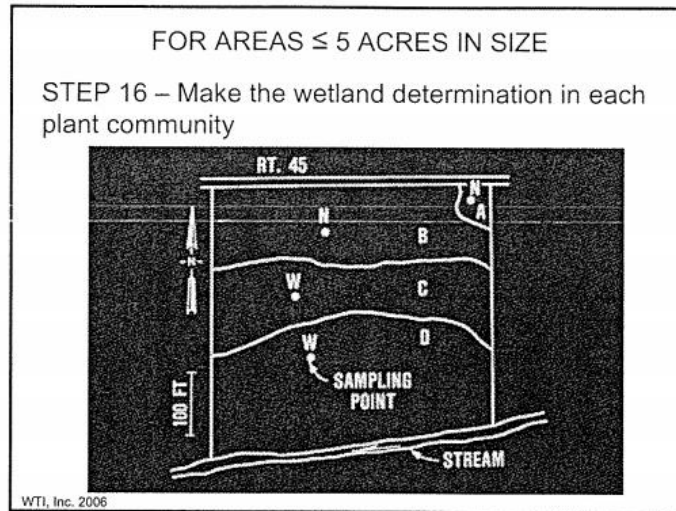 FOR AREAS ≤ 5 ACRES IN SIZE
STEP 16 – Make the wetland determination in each
plant community
RT. 45
N
A
N
B
N
W
C
W
D
SAMPLING
POINT
100 FT
STREAM
WTI, Inc. 2006